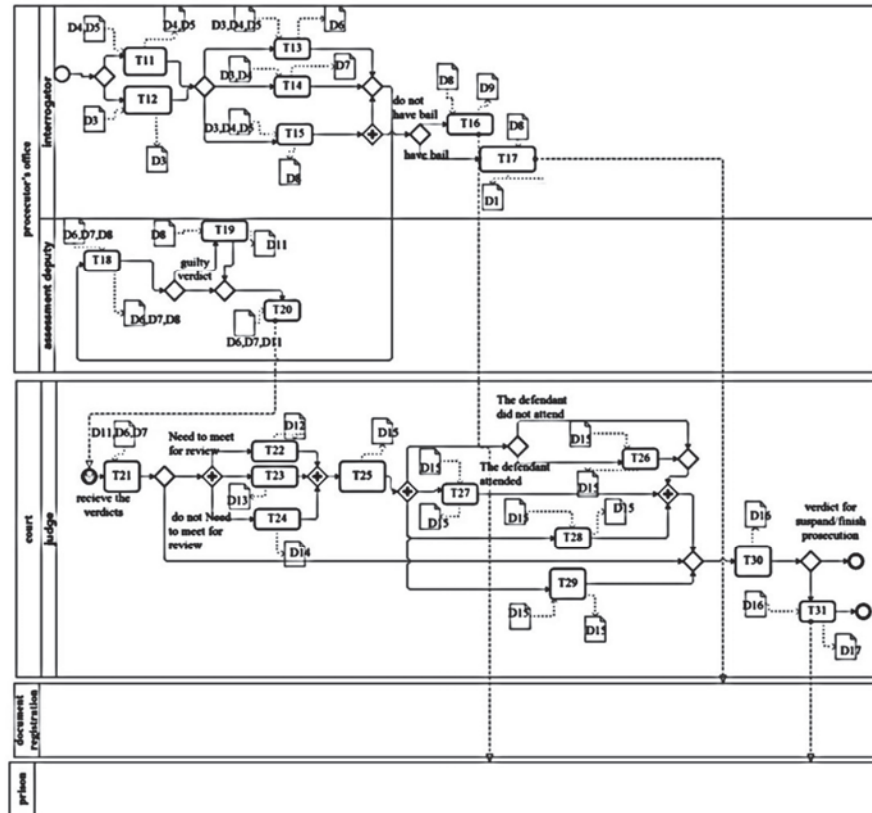 procecutor's office
interrogator
D4,D5
D4,D5
T11
T12
D3
D3
D3,D4,D5
D6
T13
D3,D4
D7
T14
D3,D4,D5
T15
D8
do not
have bail
have bail
D8
D9
T16
D8
T17
D1
assessment deputy
D6,D7,D8
T18
D6,D7,D8
guilty
verdict
D8
T19
D11
T20
D6,D7,D11
court
judge
D11,D6,D7
T21
recieve the
verdicts
Need to meet
for review
D12
T22
T23
D13
do not Need
to meet for
review
T24
D14
D15
T25
The defendant
did not attend
The defendant
attended
D15
T26
D15
D15
T27
D15
D15
D15
T28
T29
D15
D15
D16
T30
verdict for
suspand/finish
prosecution
D16
T31
D17
document
registration
prison